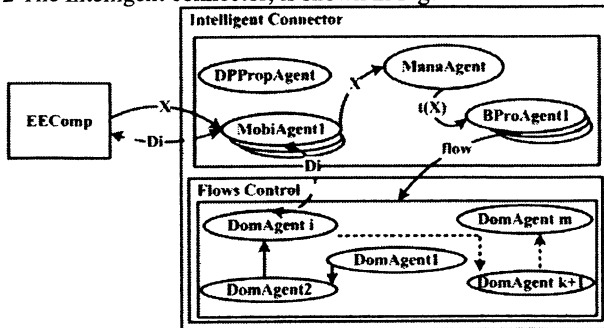 Intelligent Connector
DPPropAgent
ManaAgent
EEComp
X
X
t(X)
MobiAgent1
BProAgent1
Di
Di
flow
Flows Control
DomAgent i
DomAgent m
DomAgent1
DomAgent2
DomAgent k+1